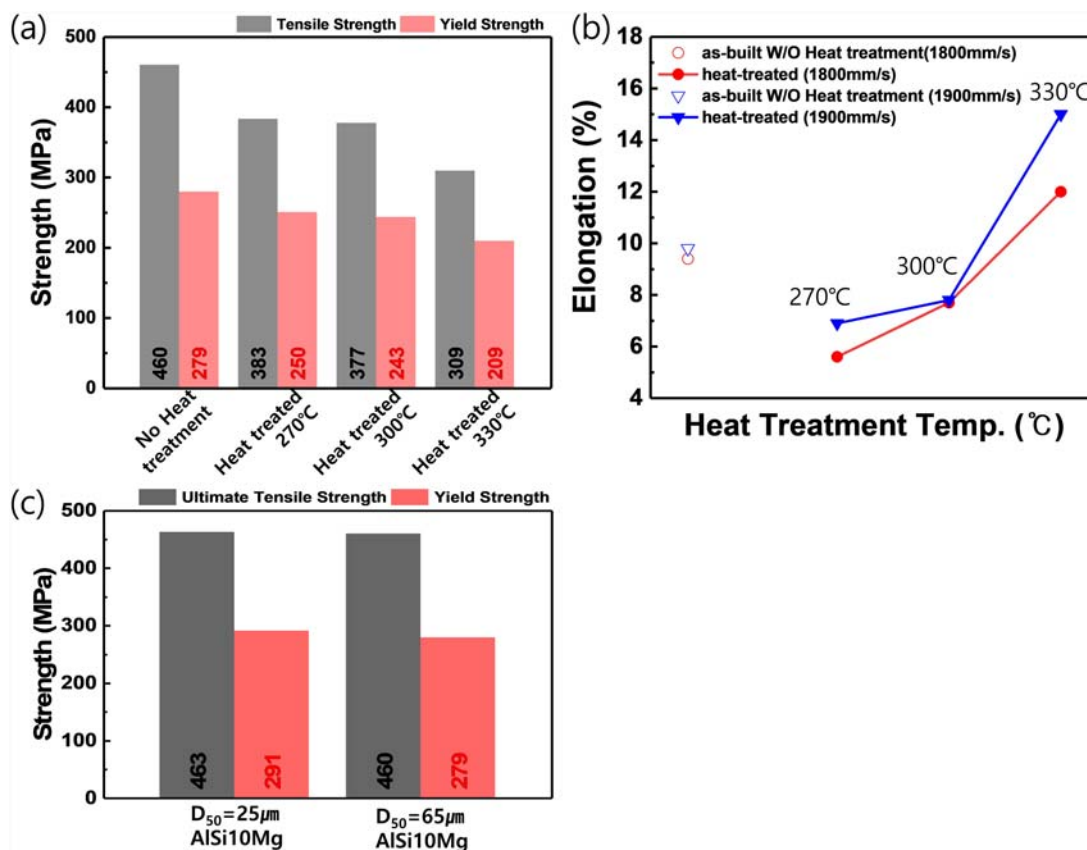 (a)
Tensile Strength Yield Strength
Strength (MPa)
500
400
300
200
100
0
460
279
383
250
377
243
309
209
No Heat
treatment
Heat treated
270℃
Heat treated
300℃
Heat treated
330℃
(b)
Elongation (%)
18
16
14
12
10
8
6
4
as-built W/O Heat treatment(1800mm/s)
heat-treated (1800mm/s)
as-built W/O Heat treatment (1900mm/s)
heat-treated (1900mm/s)
330℃
300℃
270℃
Heat Treatment Temp. (℃)
(c)
Ultimate Tensile Strength Yield Strength
Strength (MPa)
500
400
300
200
100
0
463
291
460
279
D₅₀=25㎛
AlSi10Mg
D₅₀=65㎛
AlSi10Mg